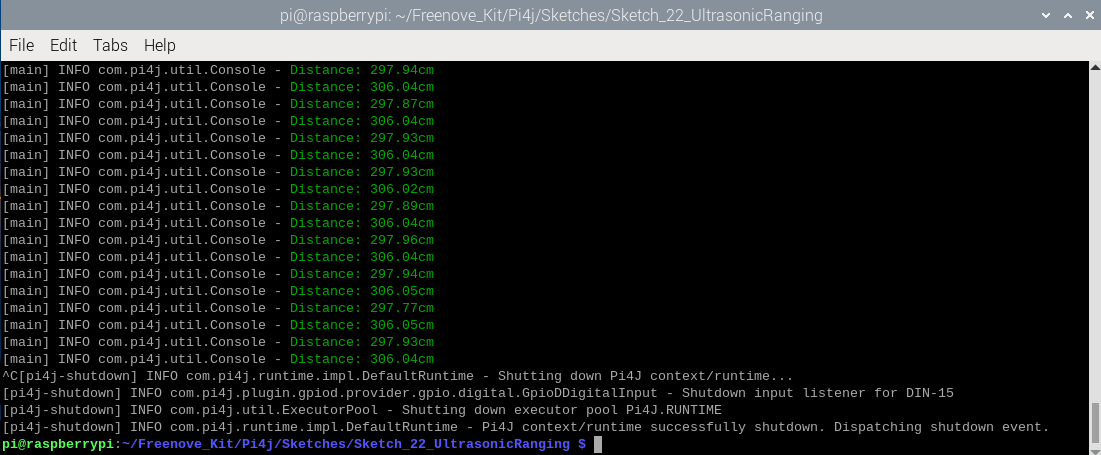 pi@raspberrypi: ~/Freenove_Kit/Pi4j/Sketches/Sketch_22_UltrasonicRanging
File Edit Tabs Help
[main] INFO com.pi4j.util.Console - Distance: 297.94cm
[main] INFO com.pi4j.util.Console - Distance: 306.04cm
[main] INFO com.pi4j.util.Console - Distance: 297.87cm
[main] INFO com.pi4j.util.Console - Distance: 306.04cm
[main] INFO com.pi4j.util.Console - Distance: 297.93cm
[main] INFO com.pi4j.util.Console - Distance: 306.04cm
[main] INFO com.pi4j.util.Console - Distance: 297.93cm
[main] INFO com.pi4j.util.Console - Distance: 306.02cm
[main] INFO com.pi4j.util.Console - Distance: 297.89cm
[main] INFO com.pi4j.util.Console - Distance: 306.04cm
[main] INFO com.pi4j.util.Console - Distance: 297.96cm
[main] INFO com.pi4j.util.Console - Distance: 306.04cm
[main] INFO com.pi4j.util.Console - Distance: 297.94cm
[main] INFO com.pi4j.util.Console - Distance: 306.05cm
[main] INFO com.pi4j.util.Console - Distance: 297.77cm
[main] INFO com.pi4j.util.Console - Distance: 306.05cm
[main] INFO com.pi4j.util.Console - Distance: 297.93cm
[main] INFO com.pi4j.util.Console - Distance: 306.04cm
^C[pi4j-shutdown] INFO com.pi4j.runtime.impl.DefaultRuntime - Shutting down Pi4J context/runtime...
[pi4j-shutdown] INFO com.pi4j.plugin.gpiod.provider.gpio.digital.GpioDDigitalInput - Shutdown input listener for DIN-15
[pi4j-shutdown] INFO com.pi4j.util.ExecutorPool - Shutting down executor pool Pi4J.RUNTIME
[pi4j-shutdown] INFO com.pi4j.runtime.impl.DefaultRuntime - Pi4J context/runtime successfully shutdown. Dispatching shutdown event.
pi@raspberrypi:~/Freenove_Kit/Pi4j/Sketches/Sketch_22_UltrasonicRanging $